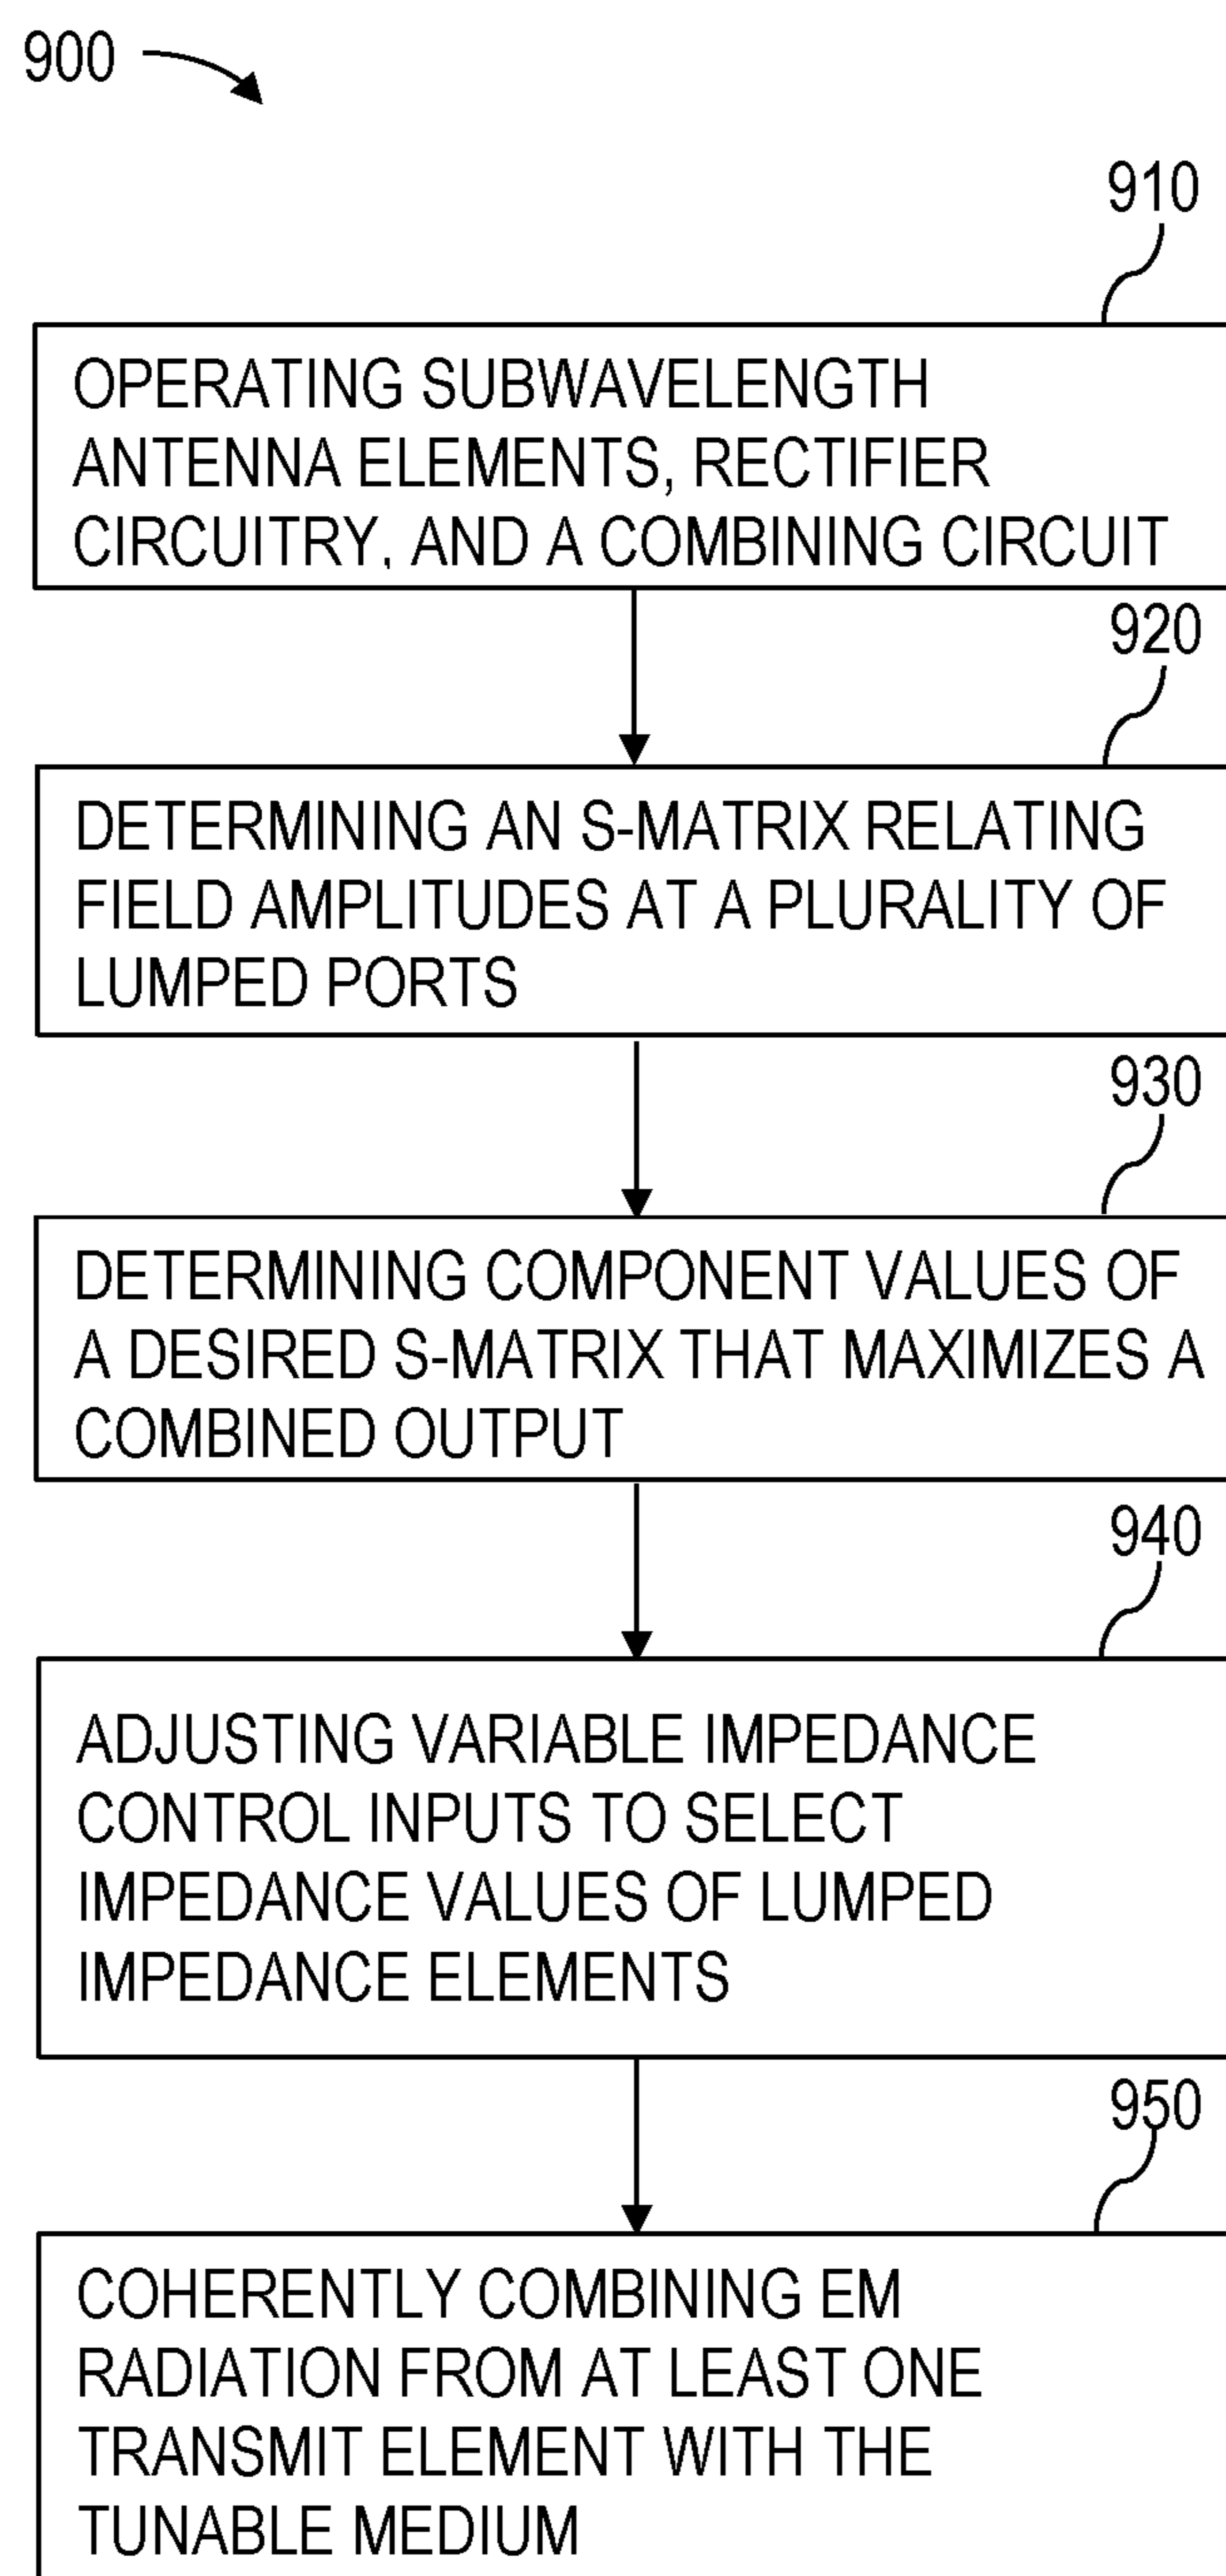 900
910
OPERATING SUBWAVELENGTH
ANTENNA ELEMENTS, RECTIFIER
CIRCUITRY, AND A COMBINING CIRCUIT
920
DETERMINING AN S-MATRIX RELATING
FIELD AMPLITUDES AT A PLURALITY OF
LUMPED PORTS
930
DETERMINING COMPONENT VALUES OF
A DESIRED S-MATRIX THAT MAXIMIZES A
COMBINED OUTPUT
940
ADJUSTING VARIABLE IMPEDANCE
CONTROL INPUTS TO SELECT
IMPEDANCE VALUES OF LUMPED
IMPEDANCE ELEMENTS
950
COHERENTLY COMBINING EM
RADIATION FROM AT LEAST ONE
TRANSMIT ELEMENT WITH THE
TUNABLE MEDIUM